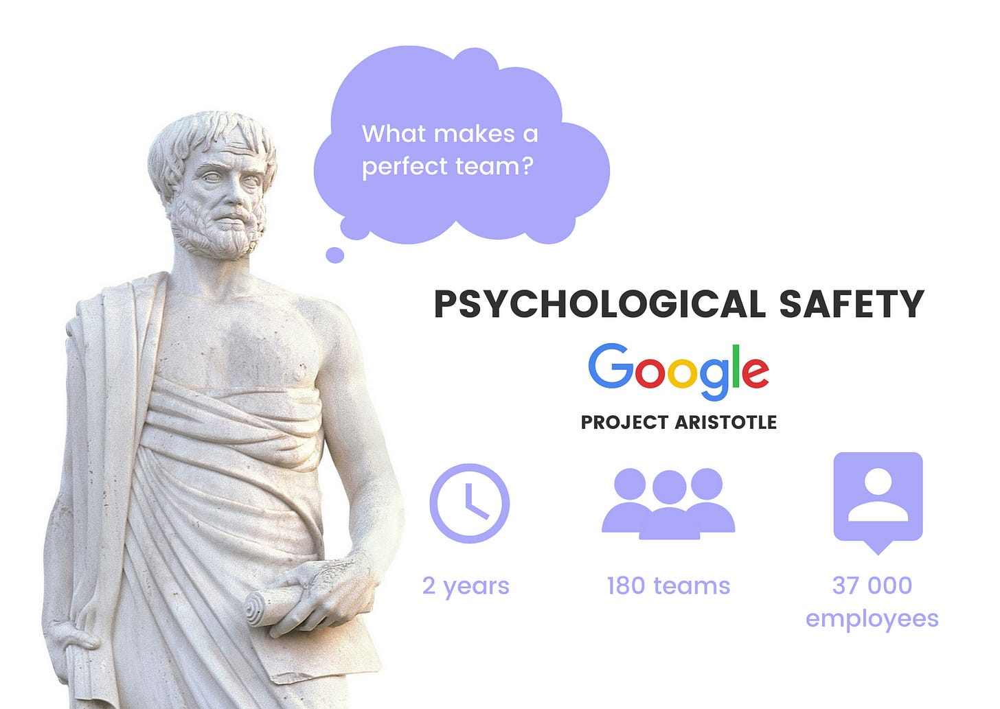 What makes a
perfect team?
PSYCHOLOGICAL SAFETY
Google
PROJECT ARISTOTLE
2 years
180 teams
37 000
employees